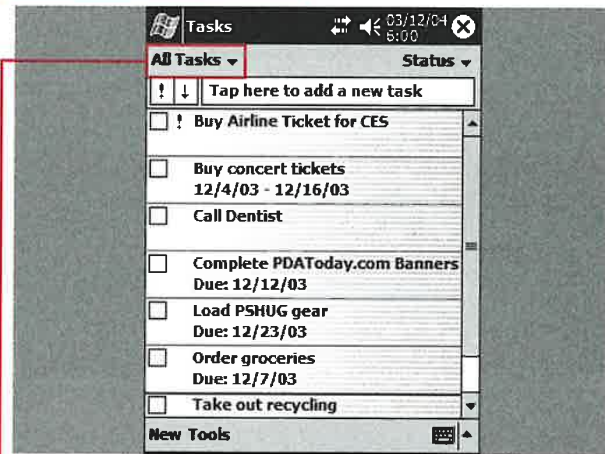 Tasks
03/12/04
6:00
All Tasks
Status
! ↓ Tap here to add a new task
! Buy Airline Ticket for CES
Buy concert tickets
12/4/03 - 12/16/03
Call Dentist
Complete PDAToday.com Banners
Due: 12/12/03
Load PSHUG gear
Due: 12/23/03
Order groceries
Due: 12/7/03
Take out recycling
New Tools